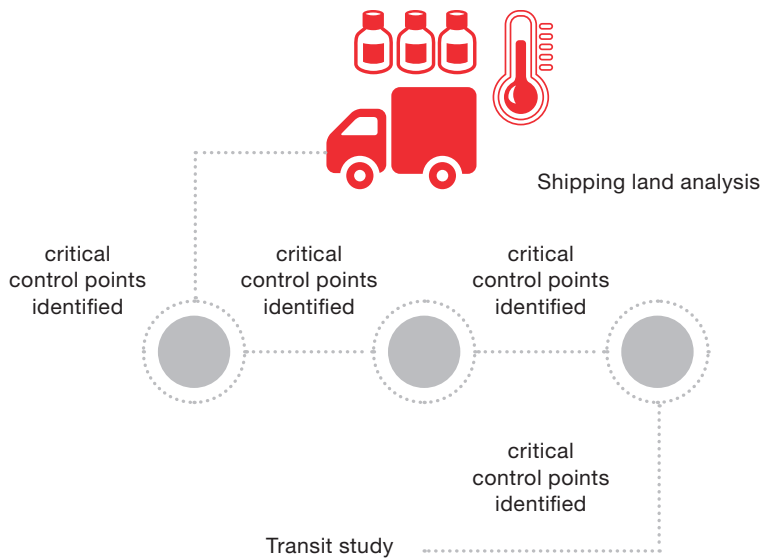 Shipping land analysis
critical
control points
identified
critical
control points
identified
critical
control points
identified
critical
control points
identified
Transit study